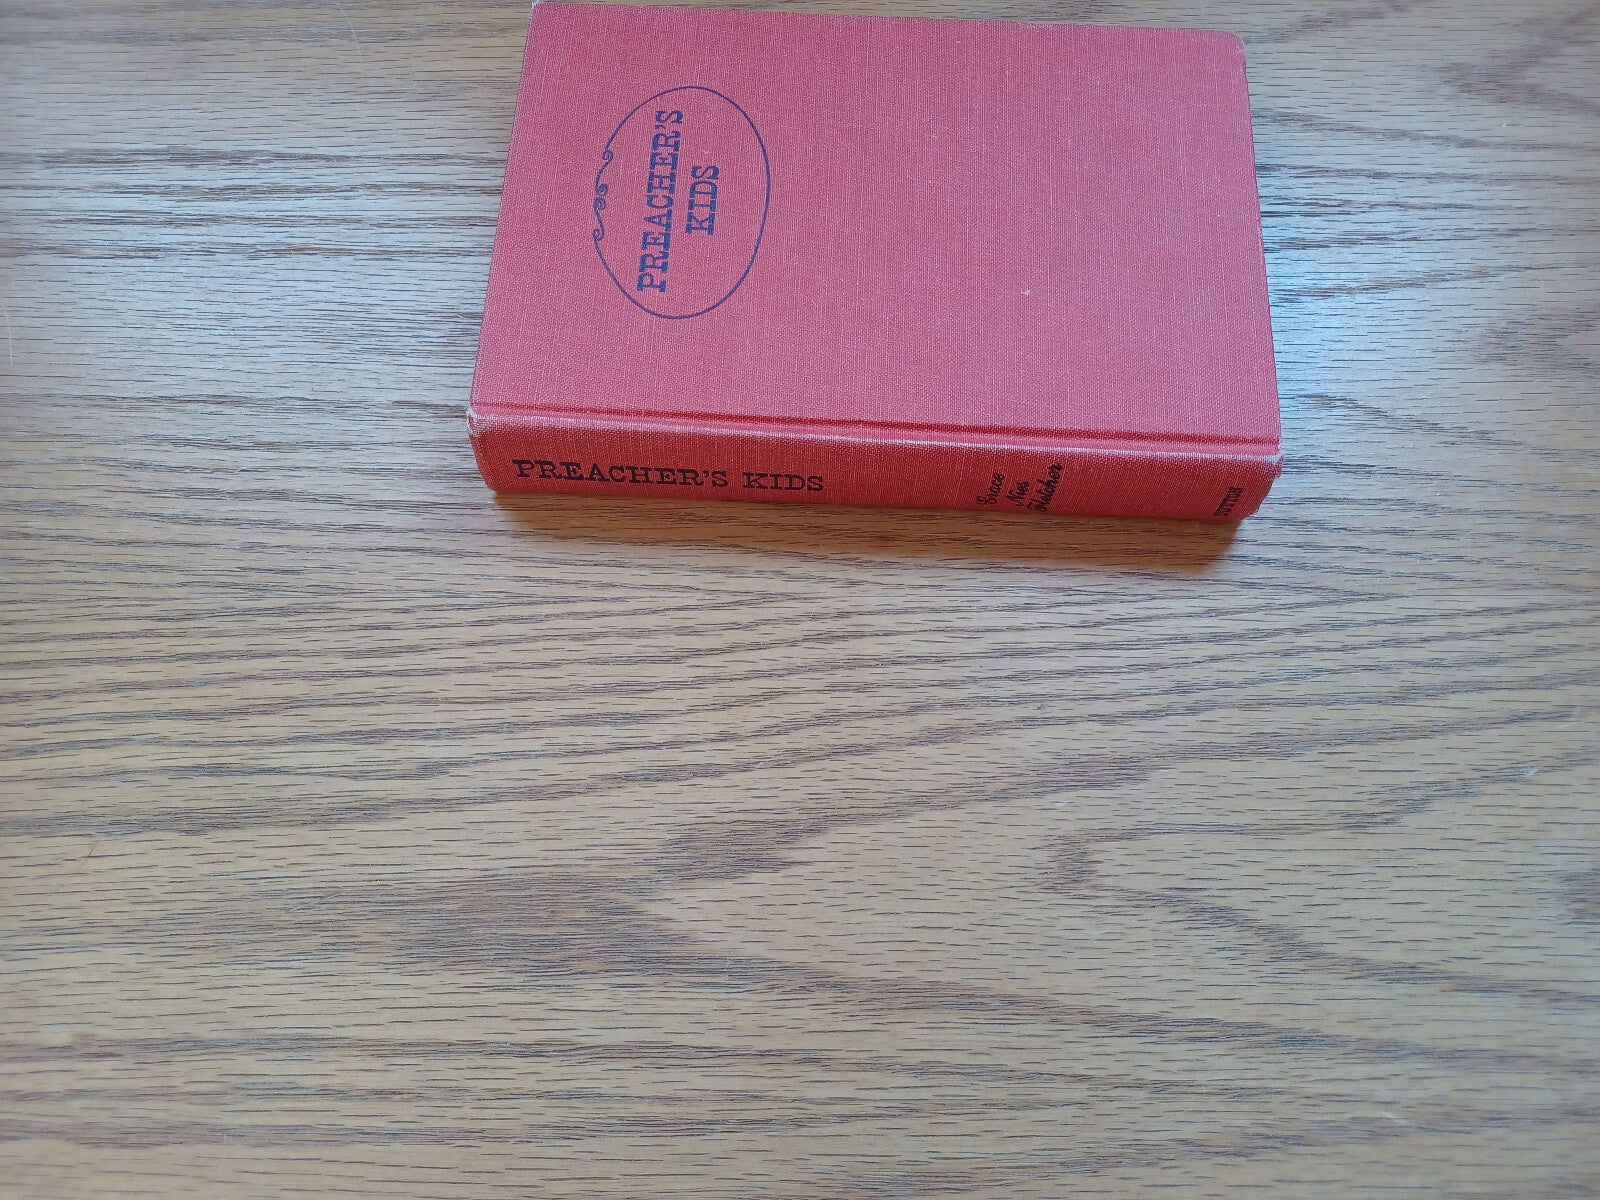 PREACHER'S
KIDS
PREACHER'S KIDS
Grace
Nies
Fletcher
DUTTON